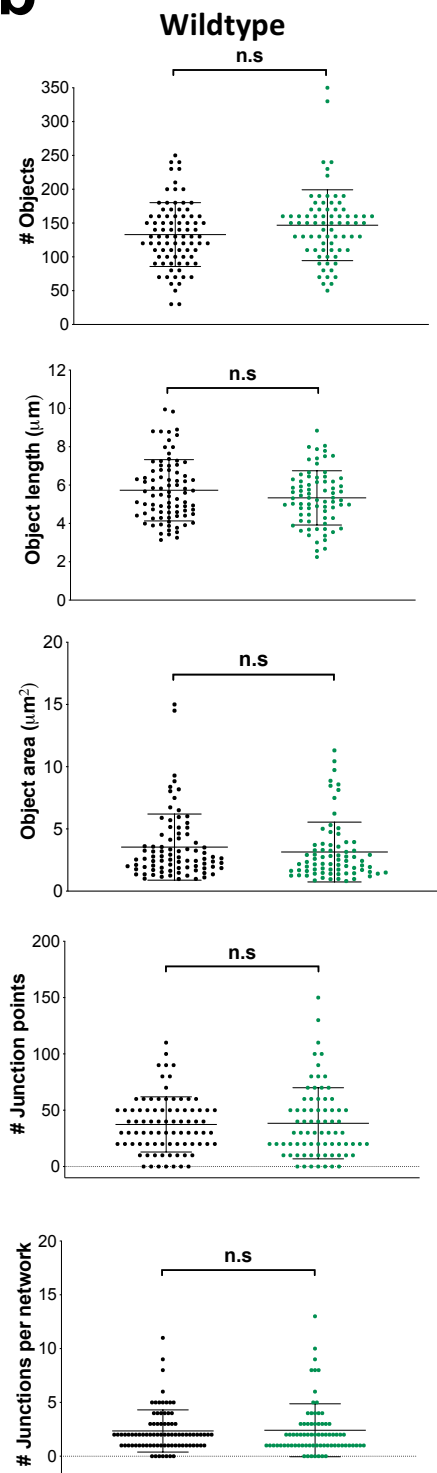 b
Wildtype
n.s
# Objects
350
300
250
200
150
100
50
0
n.s
Object length (µm)
12
10
8
6
4
2
0
n.s
Object area (µm²)
20
15
10
5
0
n.s
# Junction points
200
150
100
50
0
n.s
# Junctions per network
20
15
10
5
0